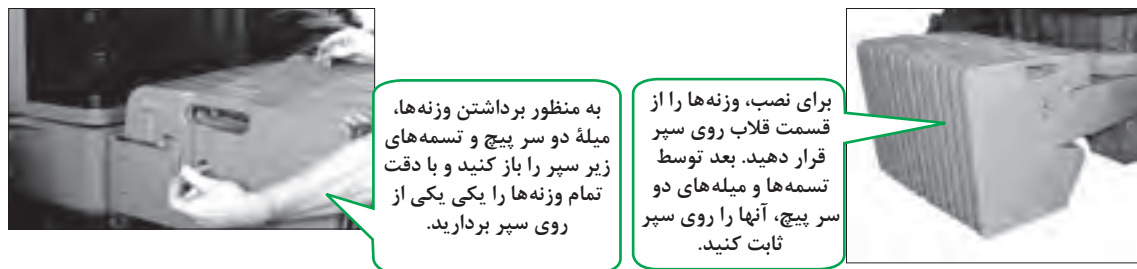 برای نصب، وزنه‌ها را از
قسمت قلاب روی سپر
قرار دهید. بعد توسط
تسمه‌ها و میله‌های دو
سر پیچ، آنها را روی سپر
ثابت کنید.
به منظور برداشتن وزنه‌ها،
میلهٔ دو سر پیچ و تسمه‌های
زیر سپر را باز کنید و با دقت
تمام وزنه‌ها را یکی یکی از
روی سپر بردارید.